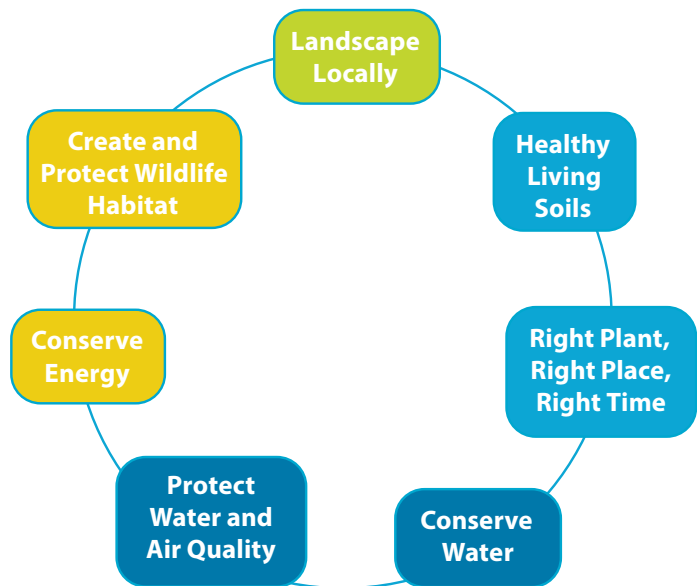 Landscape
Locally
Healthy
Living
Soils
Right Plant,
Right Place,
Right Time
Conserve
Water
Protect
Water and
Air Quality
Conserve
Energy
Create and
Protect Wildlife
Habitat